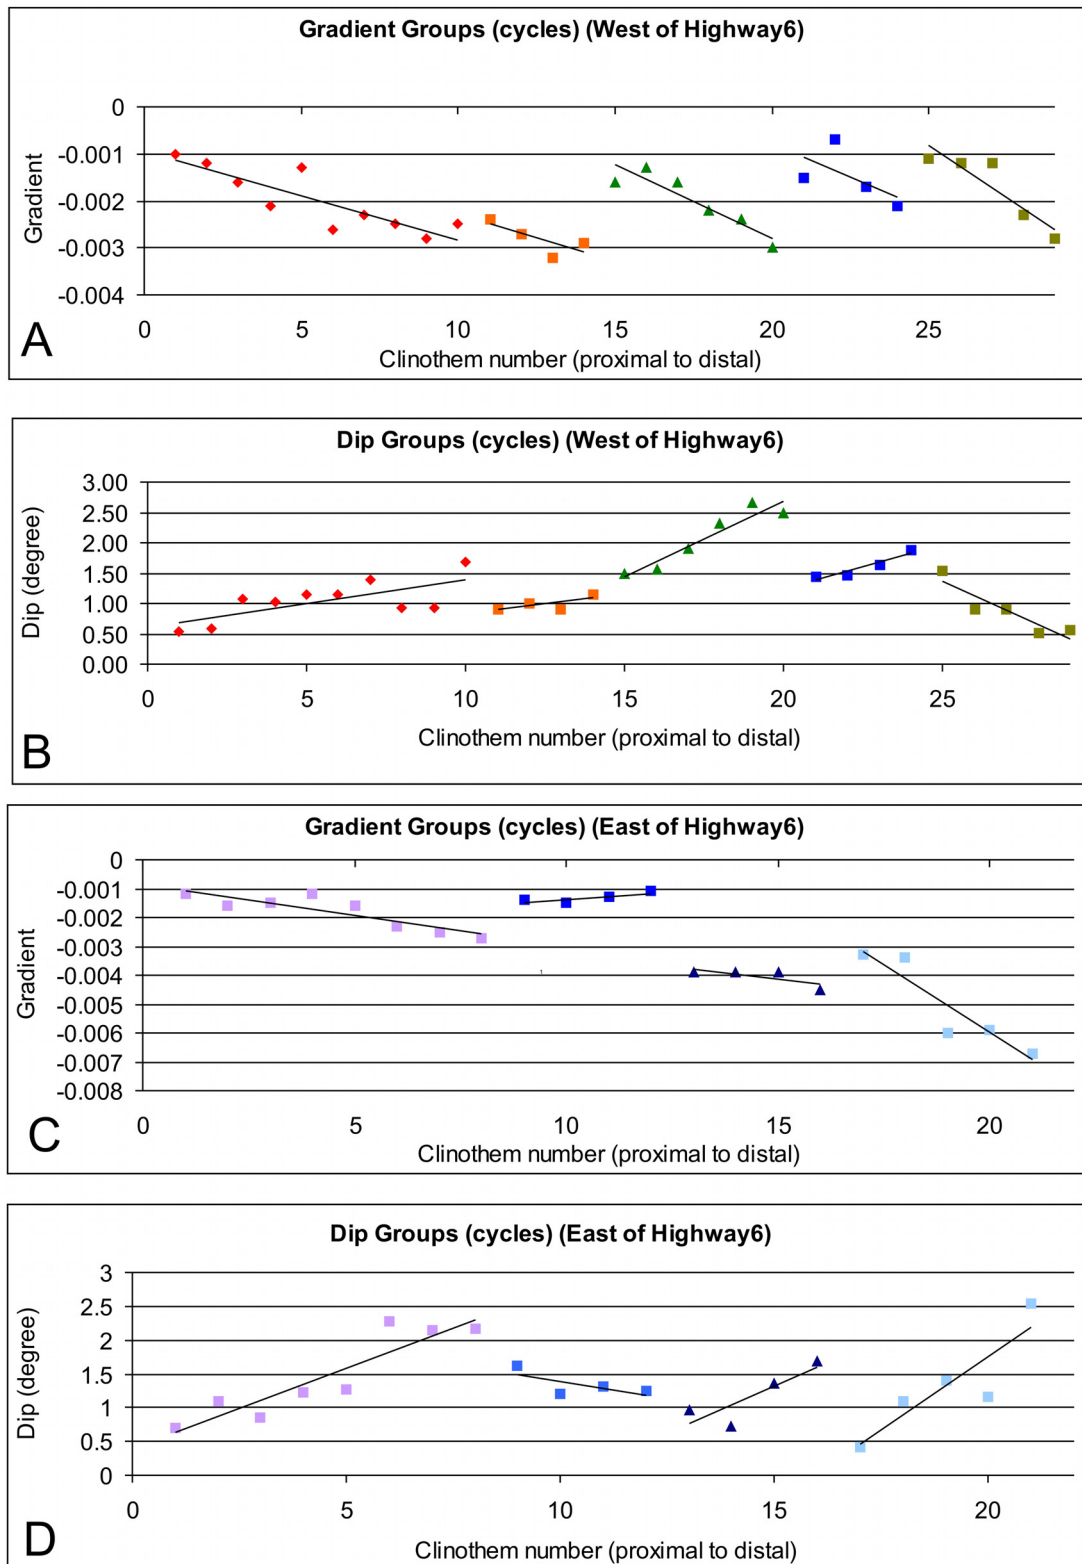 Gradient Groups (cycles) (West of Highway6)
0
-0.001
-0.002
-0.003
-0.004
Gradient
0 5 10 15 20 25
Clinothem number (proximal to distal)
A
Dip Groups (cycles) (West of Highway6)
3.00
2.50
2.00
1.50
1.00
0.50
0.00
Dip (degree)
0 5 10 15 20 25
Clinothem number (proximal to distal)
B
Gradient Groups (cycles) (East of Highway6)
0
-0.001
-0.002
-0.003
-0.004
-0.005
-0.006
-0.007
-0.008
Gradient
1
0 5 10 15 20
Clinothem number (proximal to distal)
C
Dip Groups (cycles) (East of Highway6)
3
2.5
2
1.5
1
0.5
0
Dip (degree)
0 5 10 15 20
Clinothem number (proximal to distal)
D